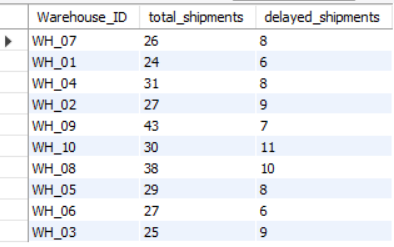 Warehouse_ID total_shipments delayed_shipments
WH_07 26 8
WH_01 24 6
WH_04 31 8
WH_02 27 9
WH_09 43 7
WH_10 30 11
WH_08 38 10
WH_05 29 8
WH_06 27 6
WH_03 25 9